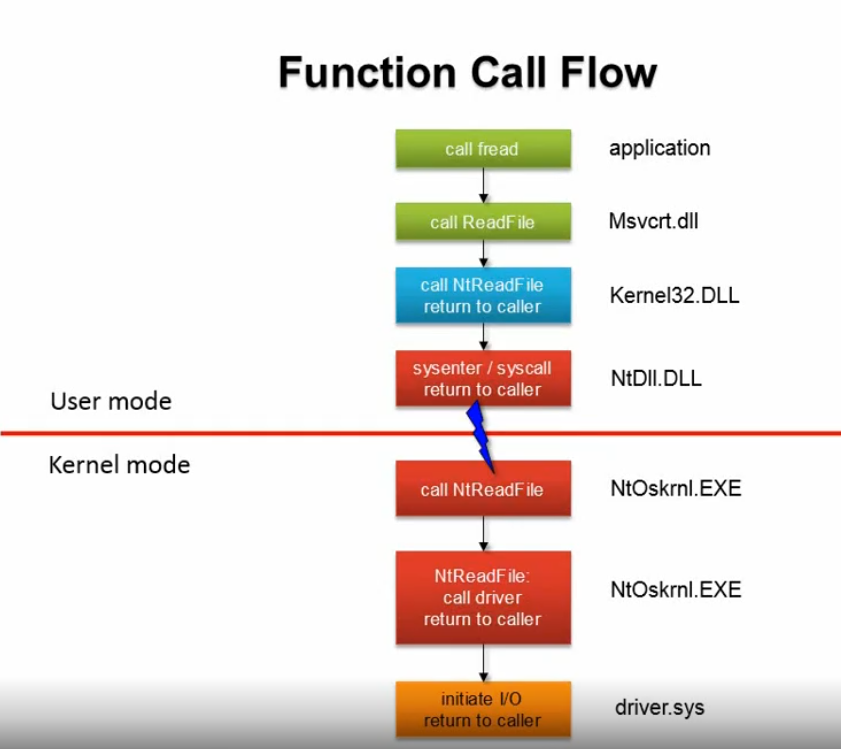 Function Call Flow
call fread
application
call ReadFile
Msvcrt.dll
call NtReadFile
return to caller
Kernel32.DLL
sysenter / syscall
return to caller
NtDll.DLL
User mode
Kernel mode
call NtReadFile
NtOskrnl.EXE
NtReadFile:
call driver
return to caller
NtOskrnl.EXE
initiate I/O
return to caller
driver.sys